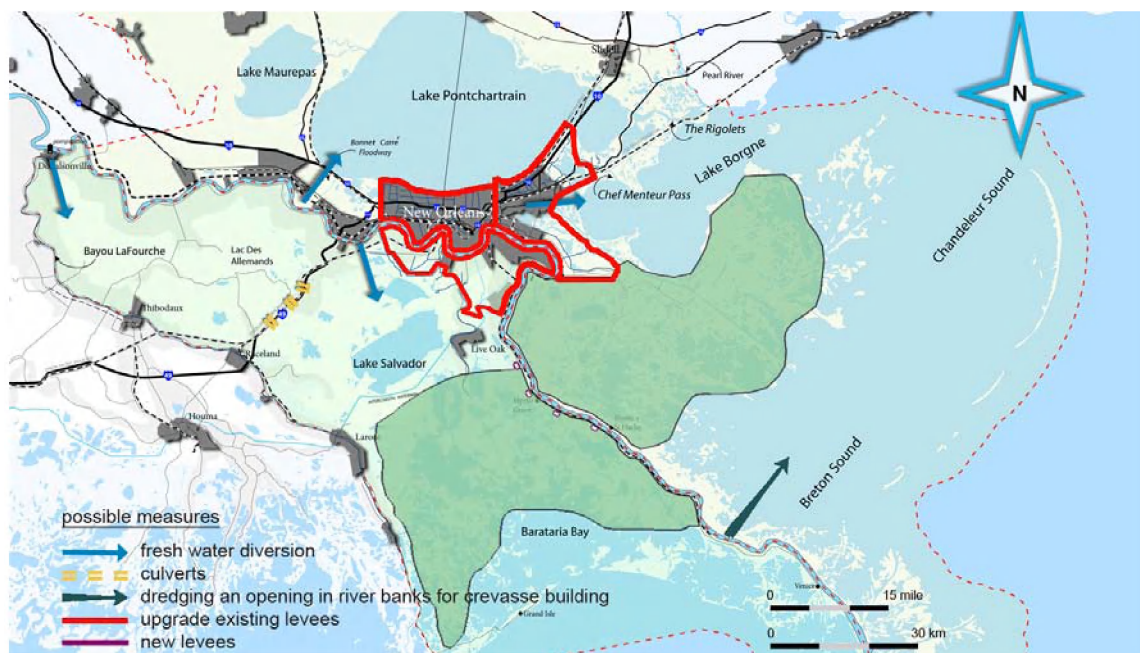 Lake Maurepas
Lake Pontchartrain
Slidell
Pearl River
N
The Rigolets
Bonnet Carré
Floodway
Lake Borgne
Donaldsonville
Chef Menteur Pass
New Orleans
Chandeleur Sound
Bayou LaFourche
Lac Des
Allemands
Thibodaux
Raceland
Lake Salvador
Live Oak
Houma
Larose
Breton Sound
Barataria Bay
Venice
Grand Isle
possible measures
fresh water diversion
culverts
dredging an opening in river banks for crevasse building
upgrade existing levees
new levees
0 15 mile
0 30 km